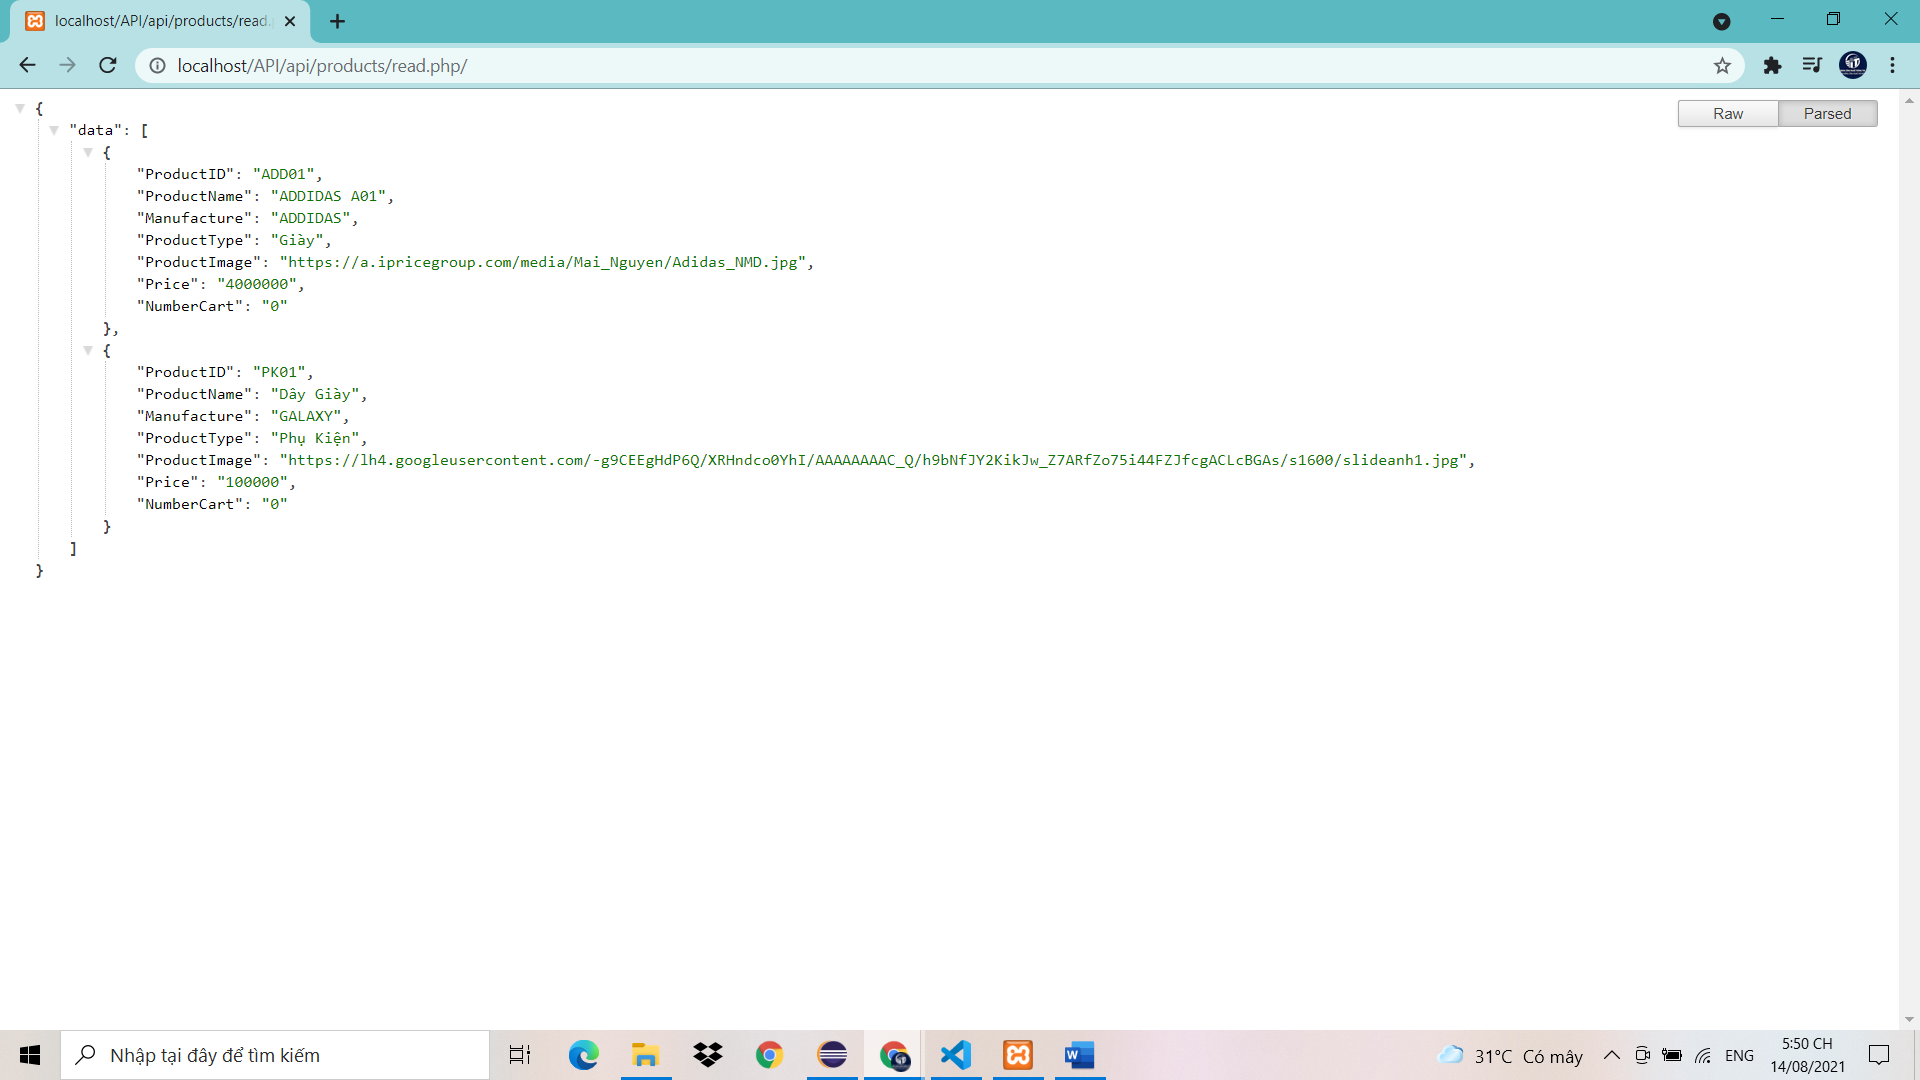 localhost/API/api/products/read.
localhost/API/api/products/read.php/
Raw
Parsed
{
"data": [
{
"ProductID": "ADD01",
"ProductName": "ADDIDAS A01",
"Manufacture": "ADDIDAS",
"ProductType": "Giày",
"ProductImage": "https://a.ipricegroup.com/media/Mai_Nguyen/Adidas_NMD.jpg",
"Price": "4000000",
"NumberCart": "0"
},
{
"ProductID": "PK01",
"ProductName": "Dây Giày",
"Manufacture": "GALAXY",
"ProductType": "Phụ Kiện",
"ProductImage": "https://lh4.googleusercontent.com/-g9CEEgHdP6Q/XRHndco0YhI/AAAAAAAAC_Q/h9bNfJY2KikJw_Z7ARfZo75i44FZJfcgACLcBGAs/s1600/slideanh1.jpg",
"Price": "100000",
"NumberCart": "0"
}
]
}
Nhập tại đây để tìm kiếm
31°C Có mây
ENG
5:50 CH
14/08/2021